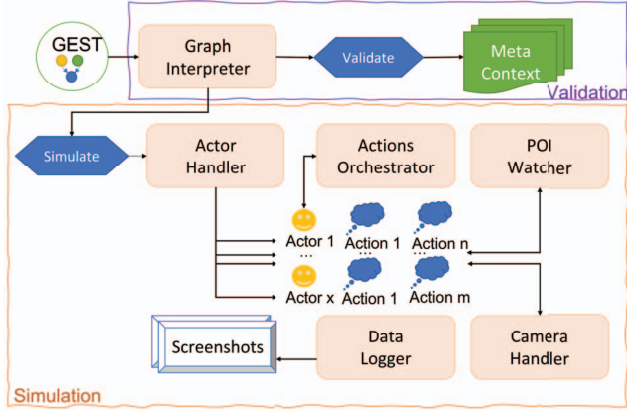 GEST
Graph
Interpreter
Validate
Meta
Context
Validation
Simulate
Actor
Handler
Actions
Orchestrator
POI
Watcher
Actor 1 Action 1 Action n
... ... ...
Actor x Action 1 Action m
Screenshots
Data
Logger
Camera
Handler
Simulation